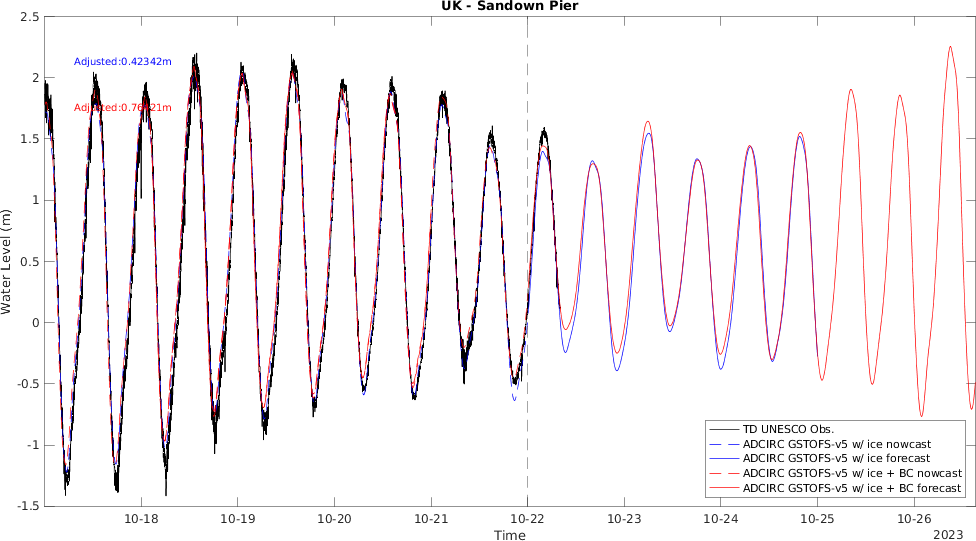 UK - Sandown Pier
2.5
2
1.5
1
0.5
0
-0.5
-1
-1.5
Water Level (m)
Adjusted:0.42342m
10-18
10-19
10-20
10-21
10-22
10-23
10-24
10-25
10-26
Time
2023
TD UNESCO Obs.
ADCIRC GSTOFS-v5 w/ ice nowcast
ADCIRC GSTOFS-v5 w/ ice forecast
ADCIRC GSTOFS-v5 w/ ice + BC nowcast
ADCIRC GSTOFS-v5 w/ ice + BC forecast